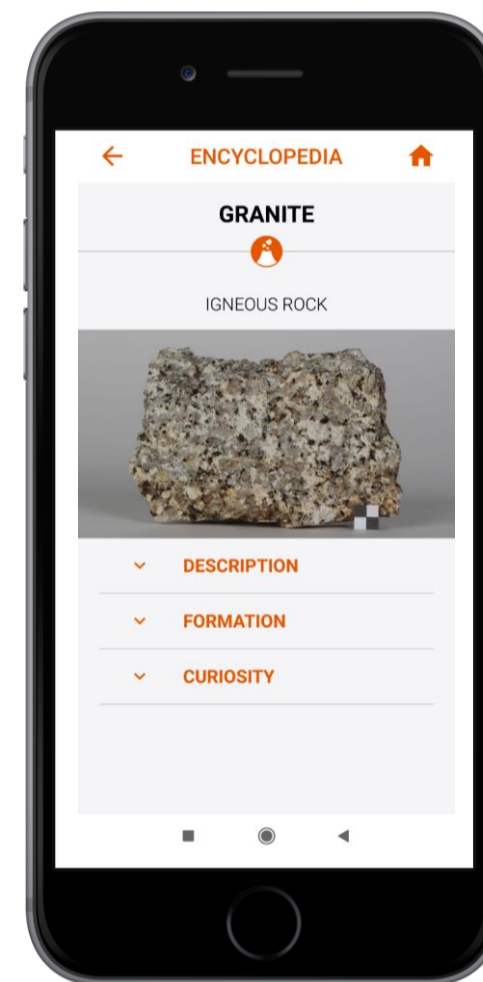 ENCYCLOPEDIA
GRANITE
IGNEOUS ROCK
DESCRIPTION
FORMATION
CURIOSITY